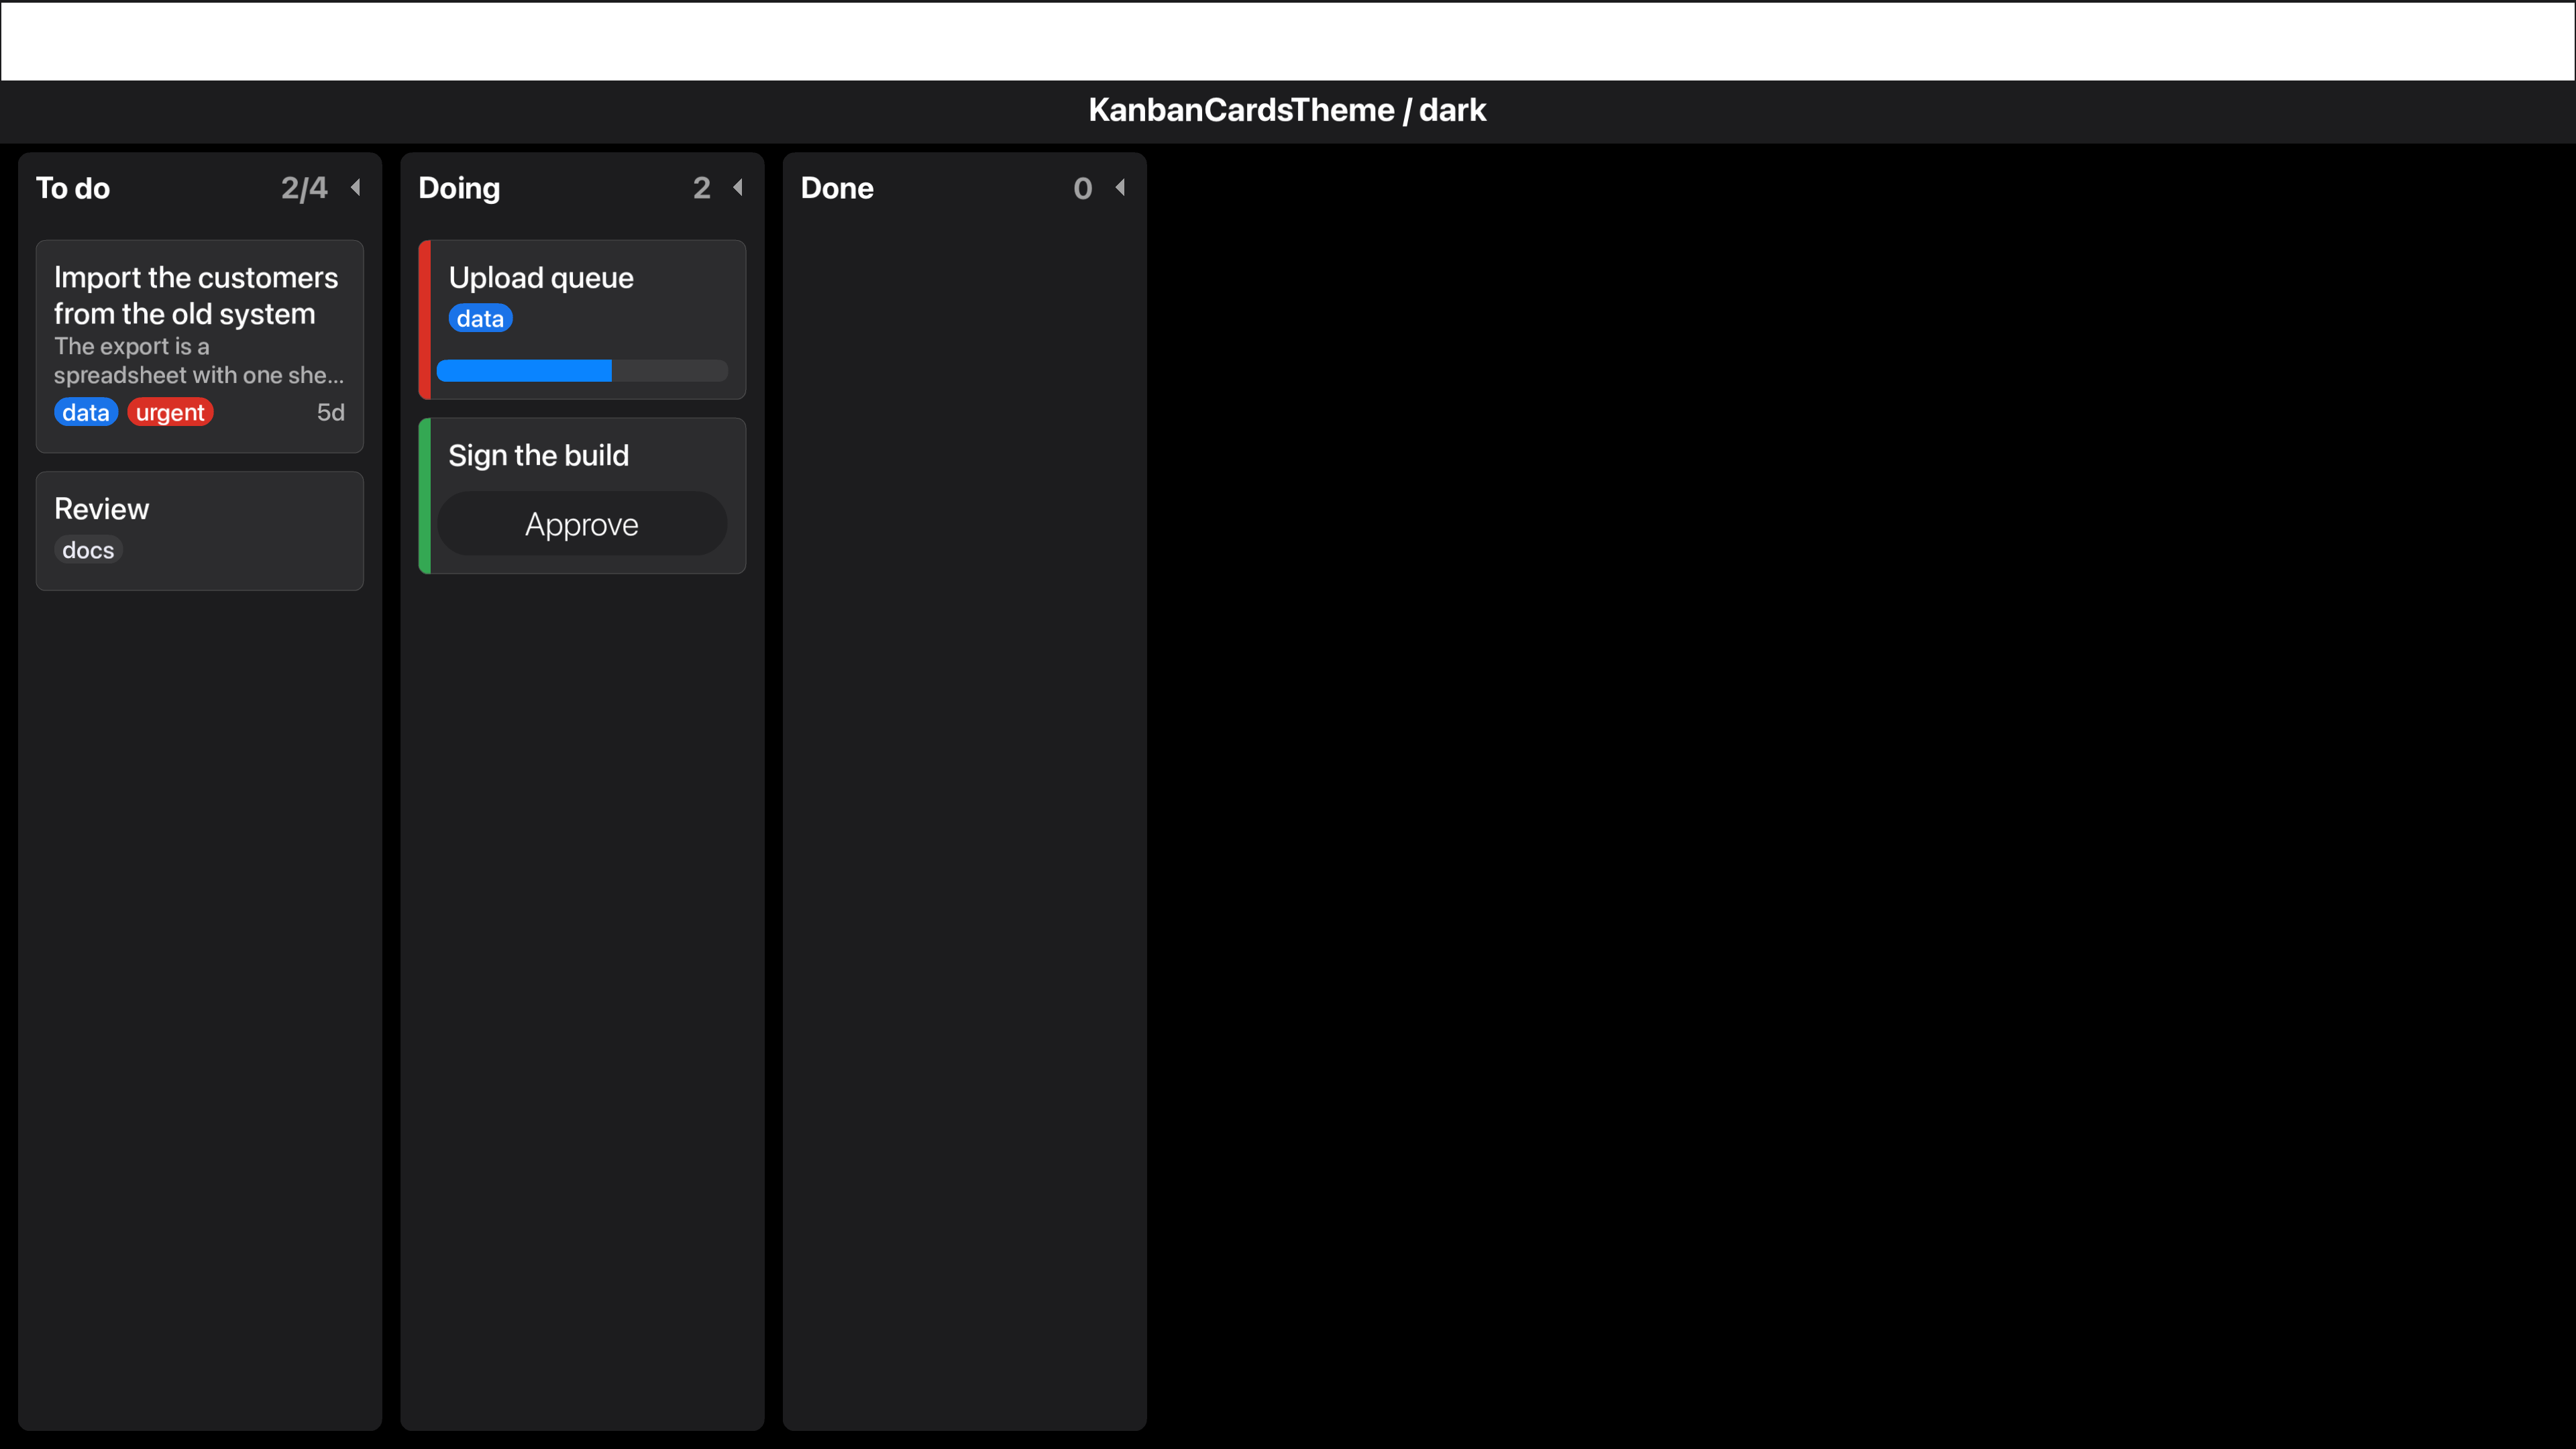 KanbanCardsTheme / dark
To do 2/4
Import the customers
from the old system
The export is a
spreadsheet with one she...
data urgent 5d
Review
docs
Doing 2
Upload queue
data
Sign the build
Approve
Done 0